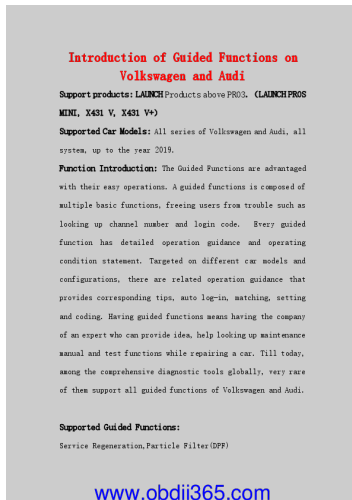 Introduction of Guided Functions on
Volkswagen and Audi
Support products: LAUNCH Products above PRO3. (LAUNCH PROS
MINI, X431 V, X431 V+)
Supported Car Models: All series of Volkswagen and Audi, all
system, up to the year 2019.
Function Introduction: The Guided Functions are advantaged
with their easy operations. A guided functions is composed of
multiple basic functions, freeing users from trouble such as
looking up channel number and login code. Every guided
function has detailed operation guidance and operating
condition statement. Targeted on different car models and
configurations, there are related operation guidance that
provides corresponding tips, auto log-in, matching, setting
and coding. Having guided functions means having the company
of an expert who can provide idea, help looking up maintenance
manual and test functions while repairing a car. Till today,
among the comprehensive diagnostic tools globally, very rare
of them support all guided functions of Volkswagen and Audi.
Supported Guided Functions:
Service Regeneration,Particle Filter(DPF)
www.obdii365.com